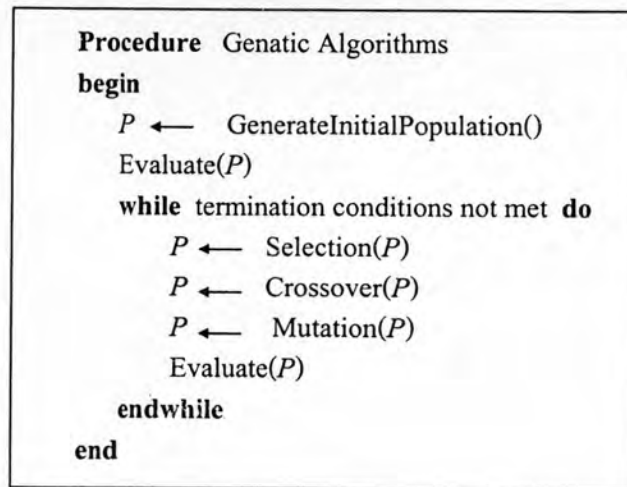 Procedure Genatic Algorithms
begin
P ← GenerateInitialPopulation()
Evaluate(P)
while termination conditions not met do
P ← Selection(P)
P ← Crossover(P)
P ← Mutation(P)
Evaluate(P)
endwhile
end